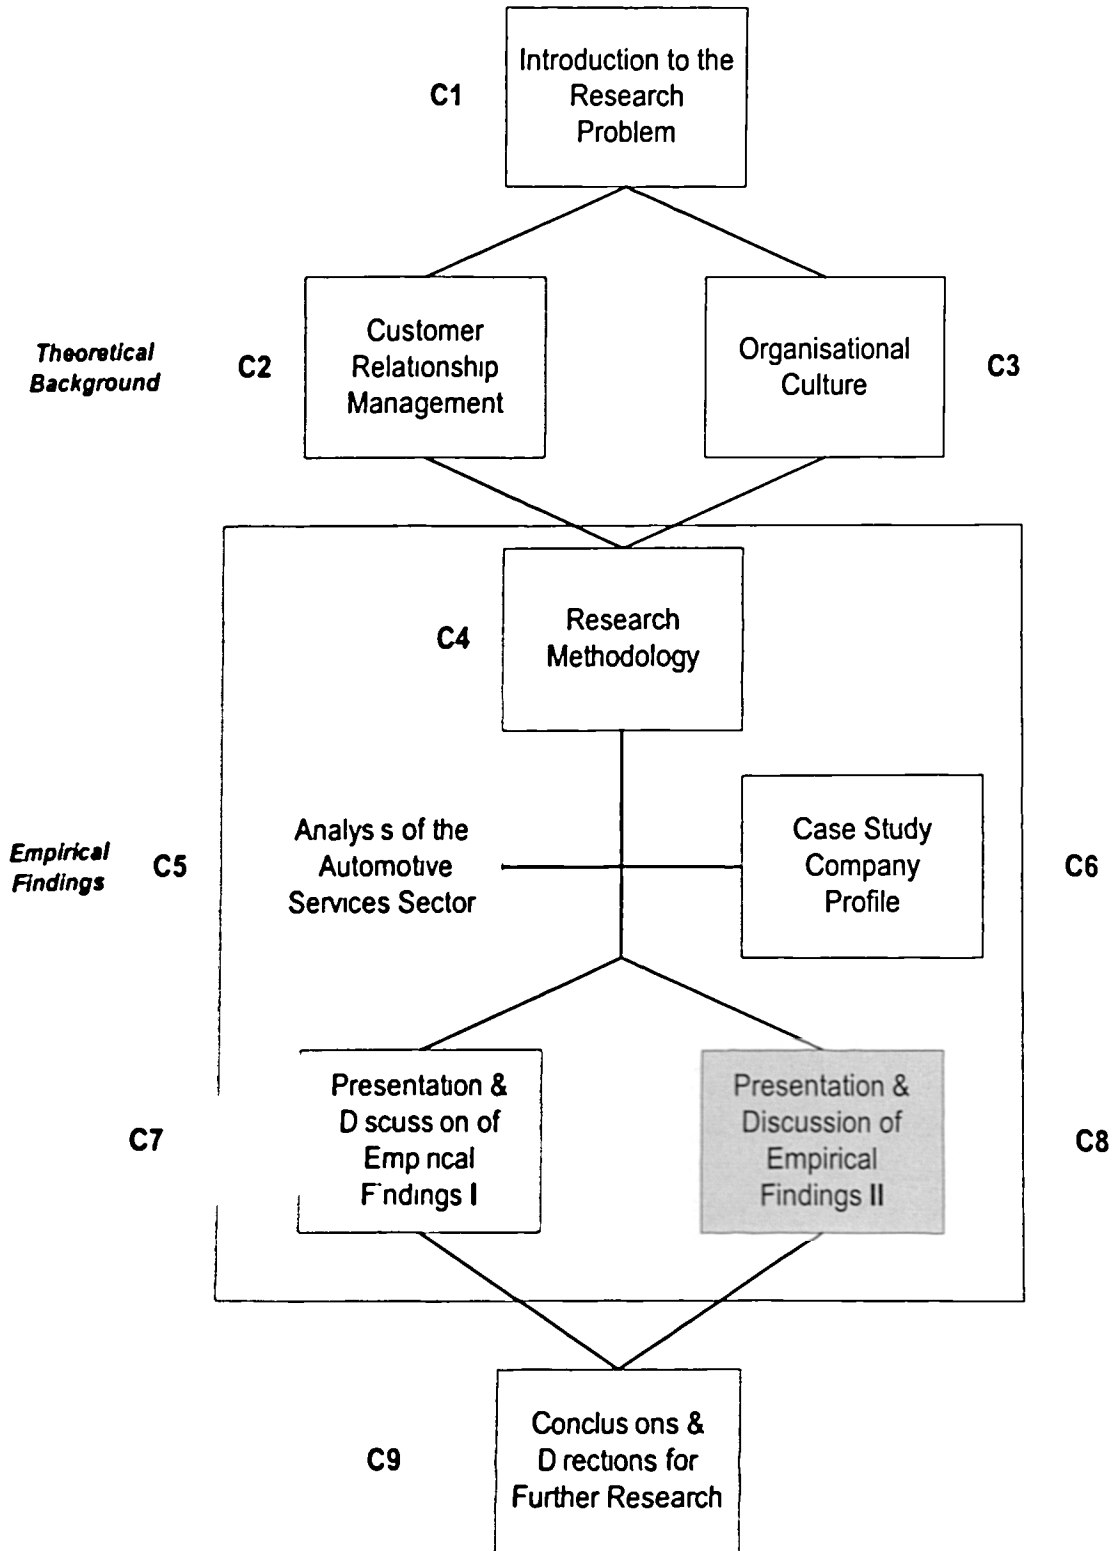 C1
Introduction to the
Research
Problem
Theoretical
Background
C2
Customer
Relationship
Management
Organisational
Culture
C3
C4
Research
Methodology
Empirical
Findings
C5
Analys s of the
Automotive
Services Sector
Case Study
Company
Profile
C6
C7
Presentation &
D scuss on of
Emp rical
F ndings I
Presentation &
Discussion of
Empirical
Findings II
C8
C9
Conclus ons &
D rections for
Further Research